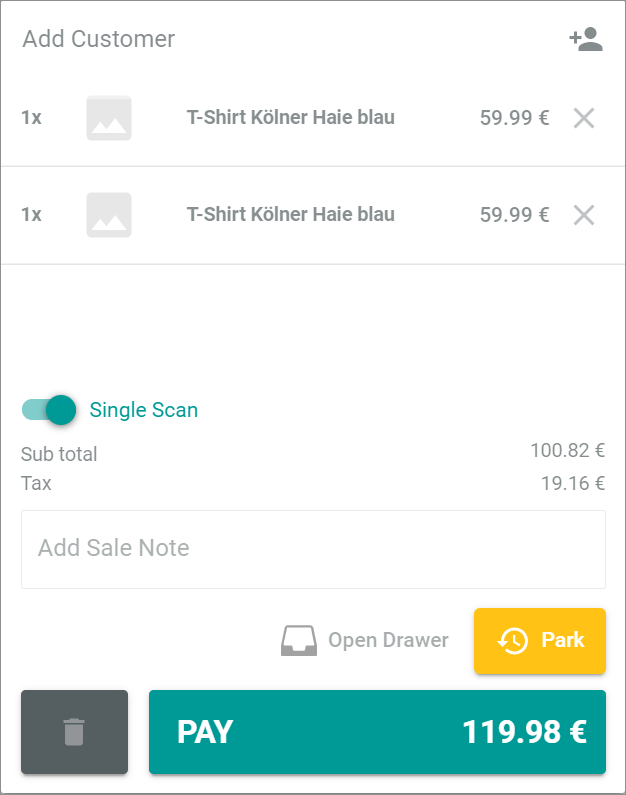 Add Customer
1x T-Shirt Kölner Haie blau 59.99 €
1x T-Shirt Kölner Haie blau 59.99 €
Single Scan
Sub total 100.82 €
Tax 19.16 €
Add Sale Note
Open Drawer Park
PAY 119.98 €